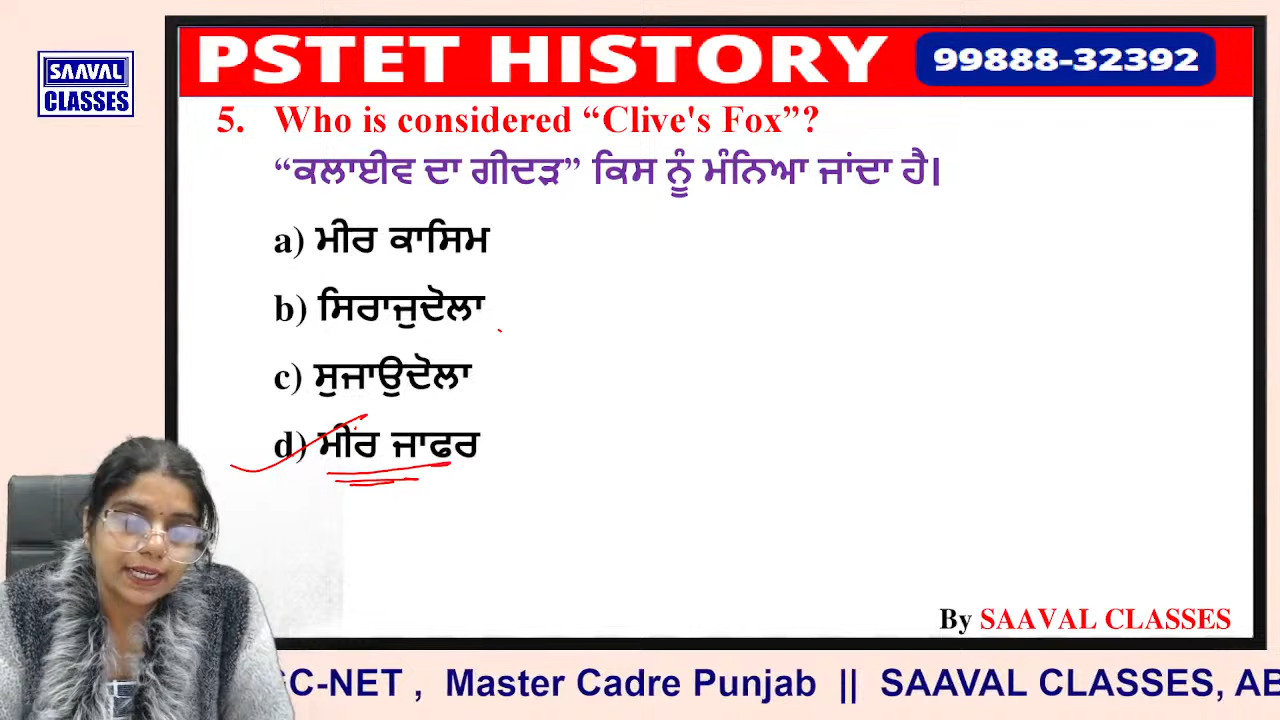 PSTET HISTORY
99888-32392
SAAVAL
CLASSES
5. Who is considered “Clive's Fox”?
“ਕਲਾਈਵ ਦਾ ਗੀਦੜ” ਕਿਸ ਨੂੰ ਮੰਨਿਆ ਜਾਂਦਾ ਹੈ।
a) ਮੀਰ ਕਾਸਿਮ
b) ਸਿਰਾਜੁਦੋਲਾ
c) ਸੁਜਾਉਦੋਲਾ
d) ਮੀਰ ਜਾਫਰ
By SAAVAL CLASSES
C-NET , Master Cadre Punjab || SAAVAL CLASSES, AB